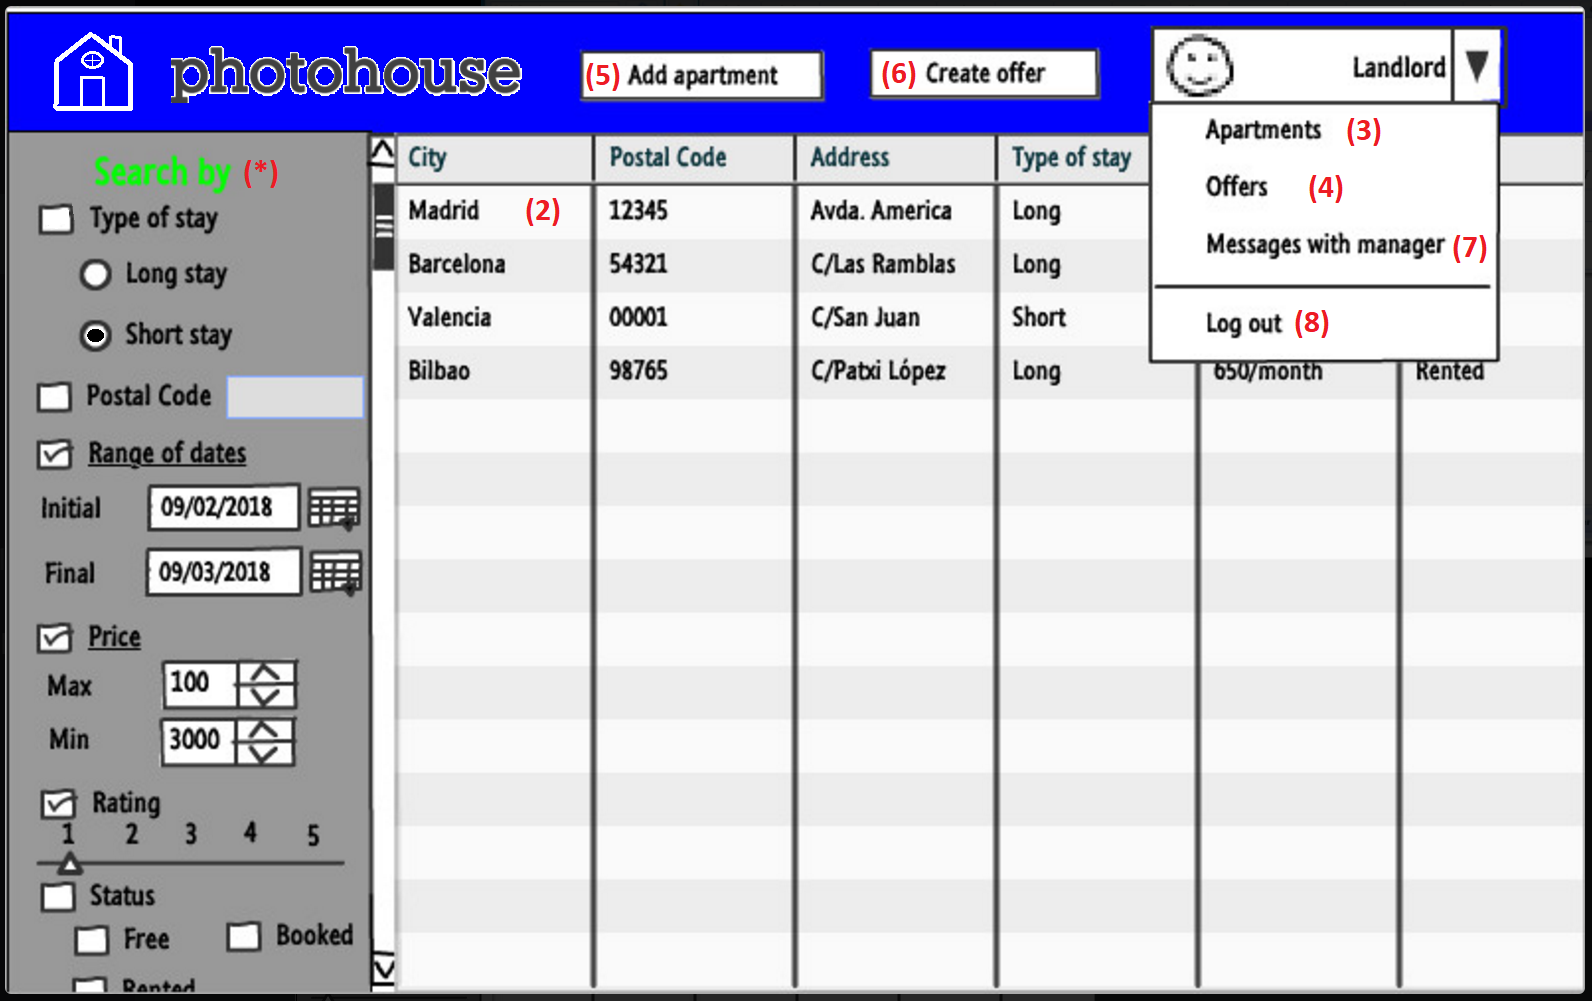 photohouse
(5) Add apartment
(6) Create offer
Landlord
Apartments (3)
Offers (4)
Messages with manager (7)
Log out (8)
Search by (*)
Type of stay
Long stay
Short stay
Postal Code
Range of dates
Initial 09/02/2018
Final 09/03/2018
Price
Max 100
Min 3000
Rating
1 2 3 4 5
Status
Free Booked
Rented
City Postal Code Address Type of stay
Madrid (2) 12345 Avda. America Long
Barcelona 54321 C/Las Ramblas Long
Valencia 00001 C/San Juan Short
Bilbao 98765 C/Patxi López Long 650/month Rented